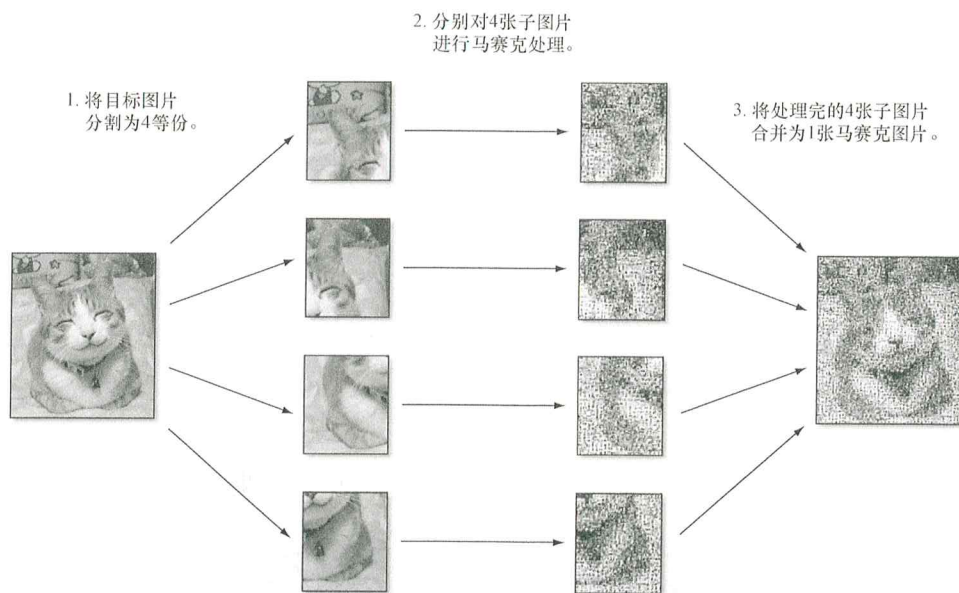 1. 将目标图片
分割为4等份。
2. 分别对4张子图片
进行马赛克处理。
3. 将处理完的4张子图片
合并为1张马赛克图片。